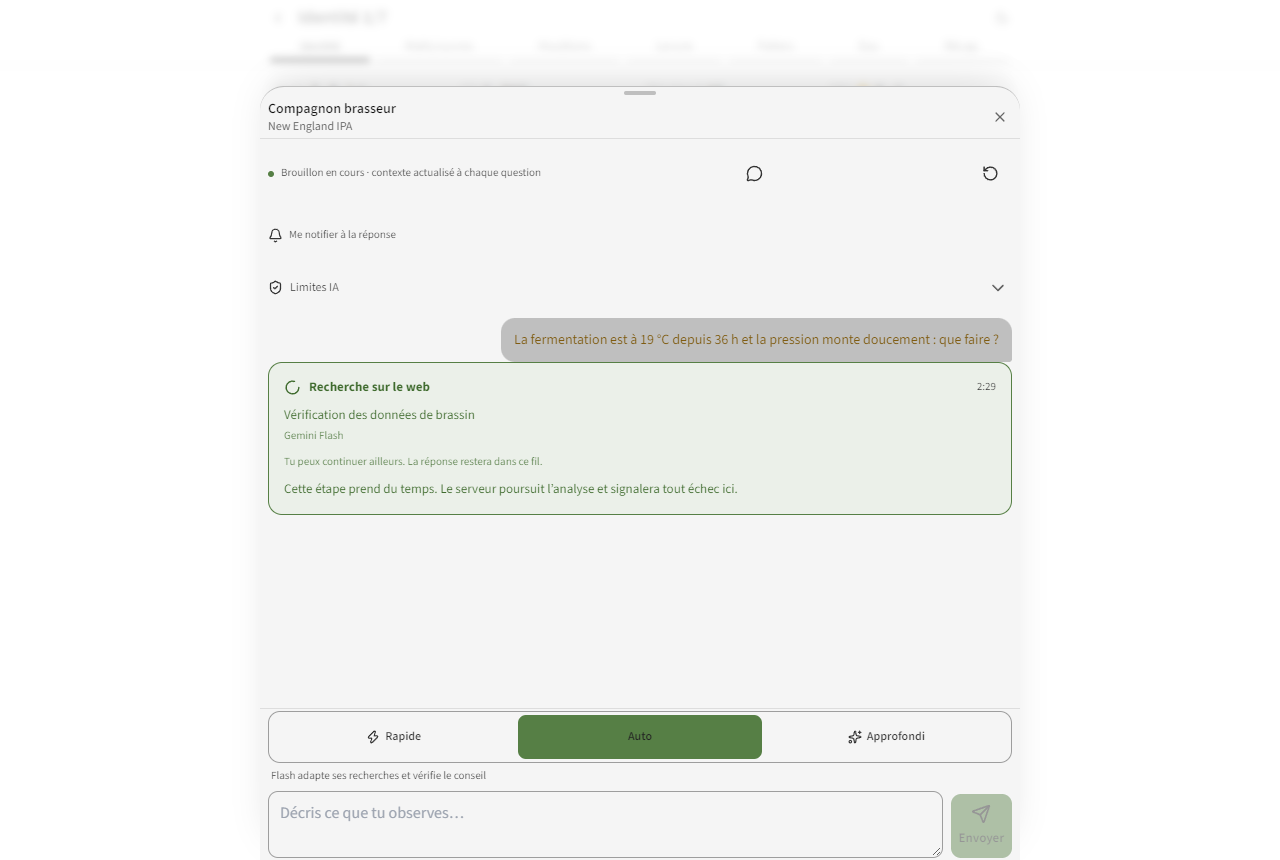 Compagnon brasseur
New England IPA
Brouillon en cours · contexte actualisé à chaque question
Me notifier à la réponse
Limites IA
La fermentation est à 19 °C depuis 36 h et la pression monte doucement : que faire ?
Recherche sur le web
2:29
Vérification des données de brassin
Gemini Flash
Tu peux continuer ailleurs. La réponse restera dans ce fil.
Cette étape prend du temps. Le serveur poursuit l’analyse et signalera tout échec ici.
Rapide
Auto
Approfondi
Flash adapte ses recherches et vérifie le conseil
Décris ce que tu observes…
Envoyer